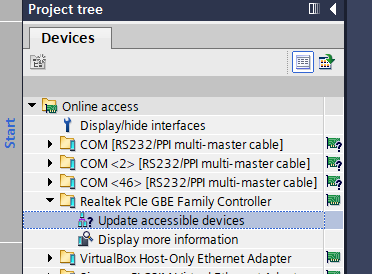 Project tree
Devices
Start
Online access
Display/hide interfaces
COM [RS232/PPI multi-master cable]
COM <2> [RS232/PPI multi-master cable]
COM <46> [RS232/PPI multi-master cable]
Realtek PCIe GBE Family Controller
Update accessible devices
Display more information
VirtualBox Host-Only Ethernet Adapter